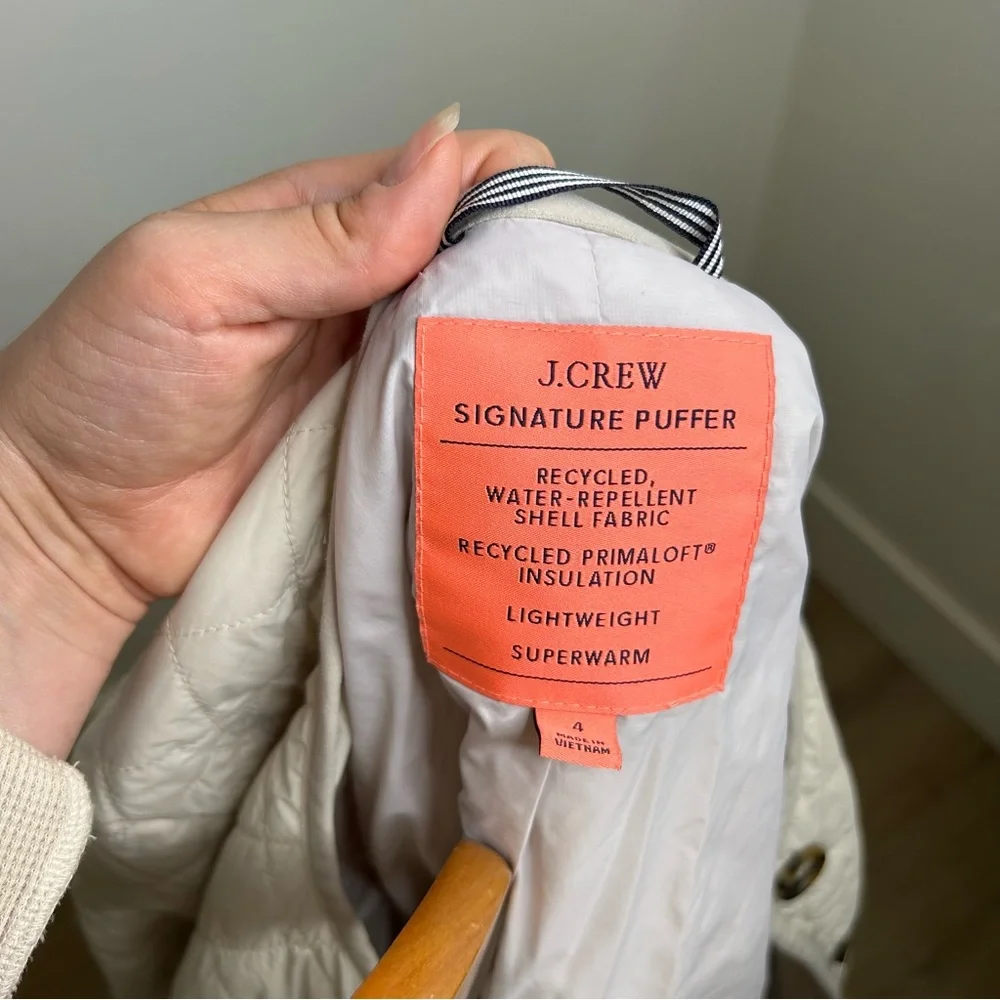 J.CREW
SIGNATURE PUFFER
RECYCLED,
WATER-REPELLENT
SHELL FABRIC
RECYCLED PRIMALOFT®
INSULATION
LIGHTWEIGHT
SUPERWARM
4
MADE IN
VIETNAM